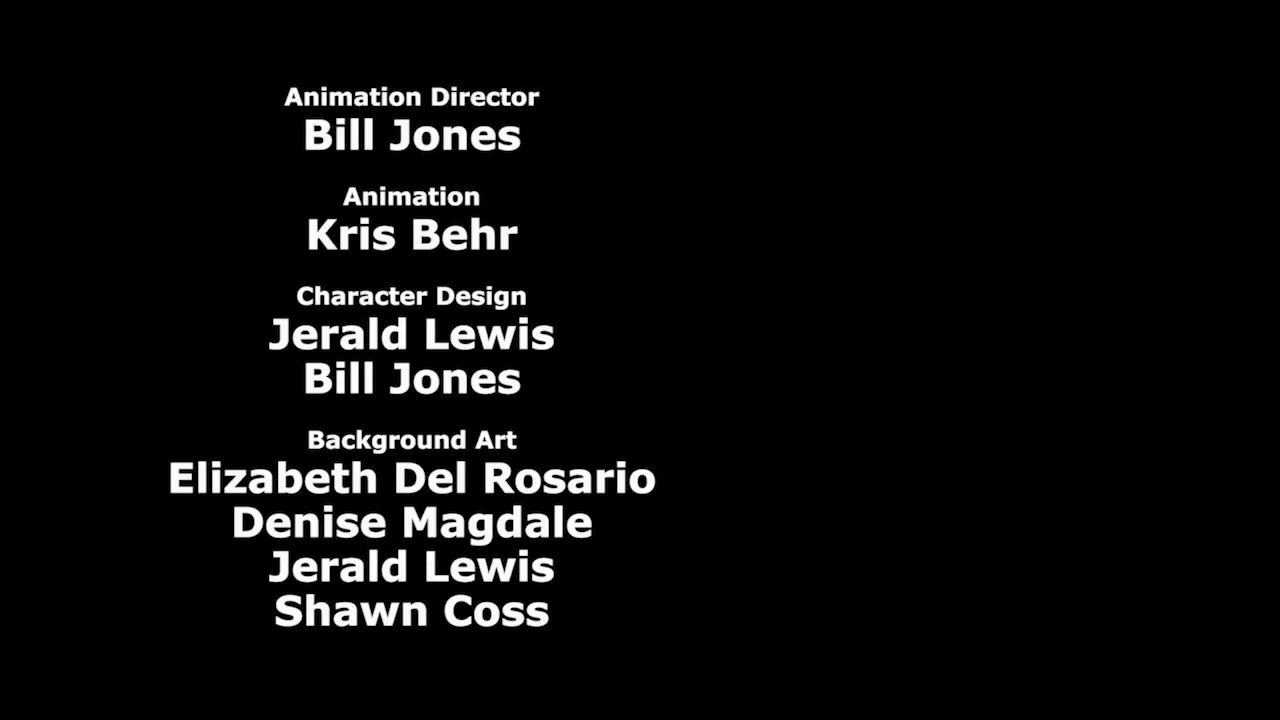 Animation Director
Bill Jones
Animation
Kris Behr
Character Design
Jerald Lewis
Bill Jones
Background Art
Elizabeth Del Rosario
Denise Magdale
Jerald Lewis
Shawn Coss